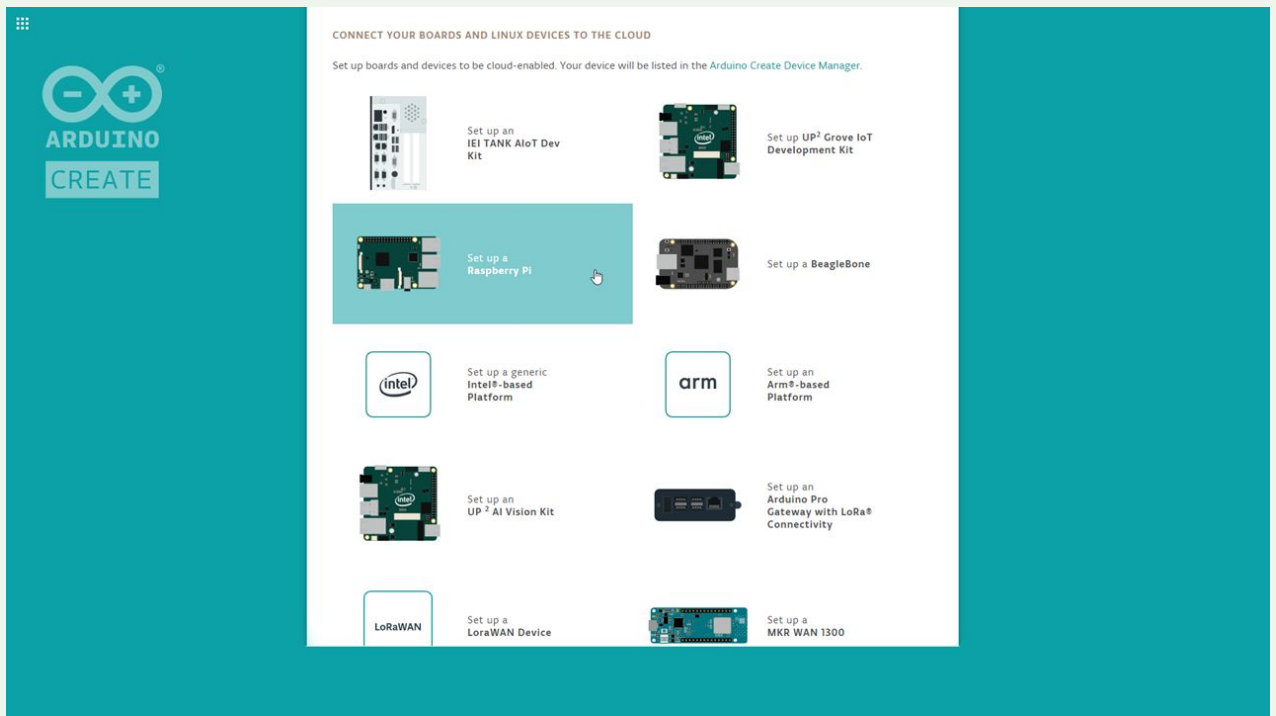 ARDUINO
CREATE
CONNECT YOUR BOARDS AND LINUX DEVICES TO THE CLOUD
Set up boards and devices to be cloud-enabled. Your device will be listed in the Arduino Create Device Manager.
Set up an
IEI TANK AIoT Dev
Kit
Set up UP² Grove IoT
Development Kit
intel
Set up a
Raspberry Pi
Set up a BeagleBone
intel
Set up a generic
Intel®-based
Platform
arm
Set up an
Arm®-based
Platform
intel
Set up an
UP ² AI Vision Kit
Set up an
Arduino Pro
Gateway with LoRa®
Connectivity
LoRaWAN
Set up a
LoraWAN Device
Set up a
MKR WAN 1300